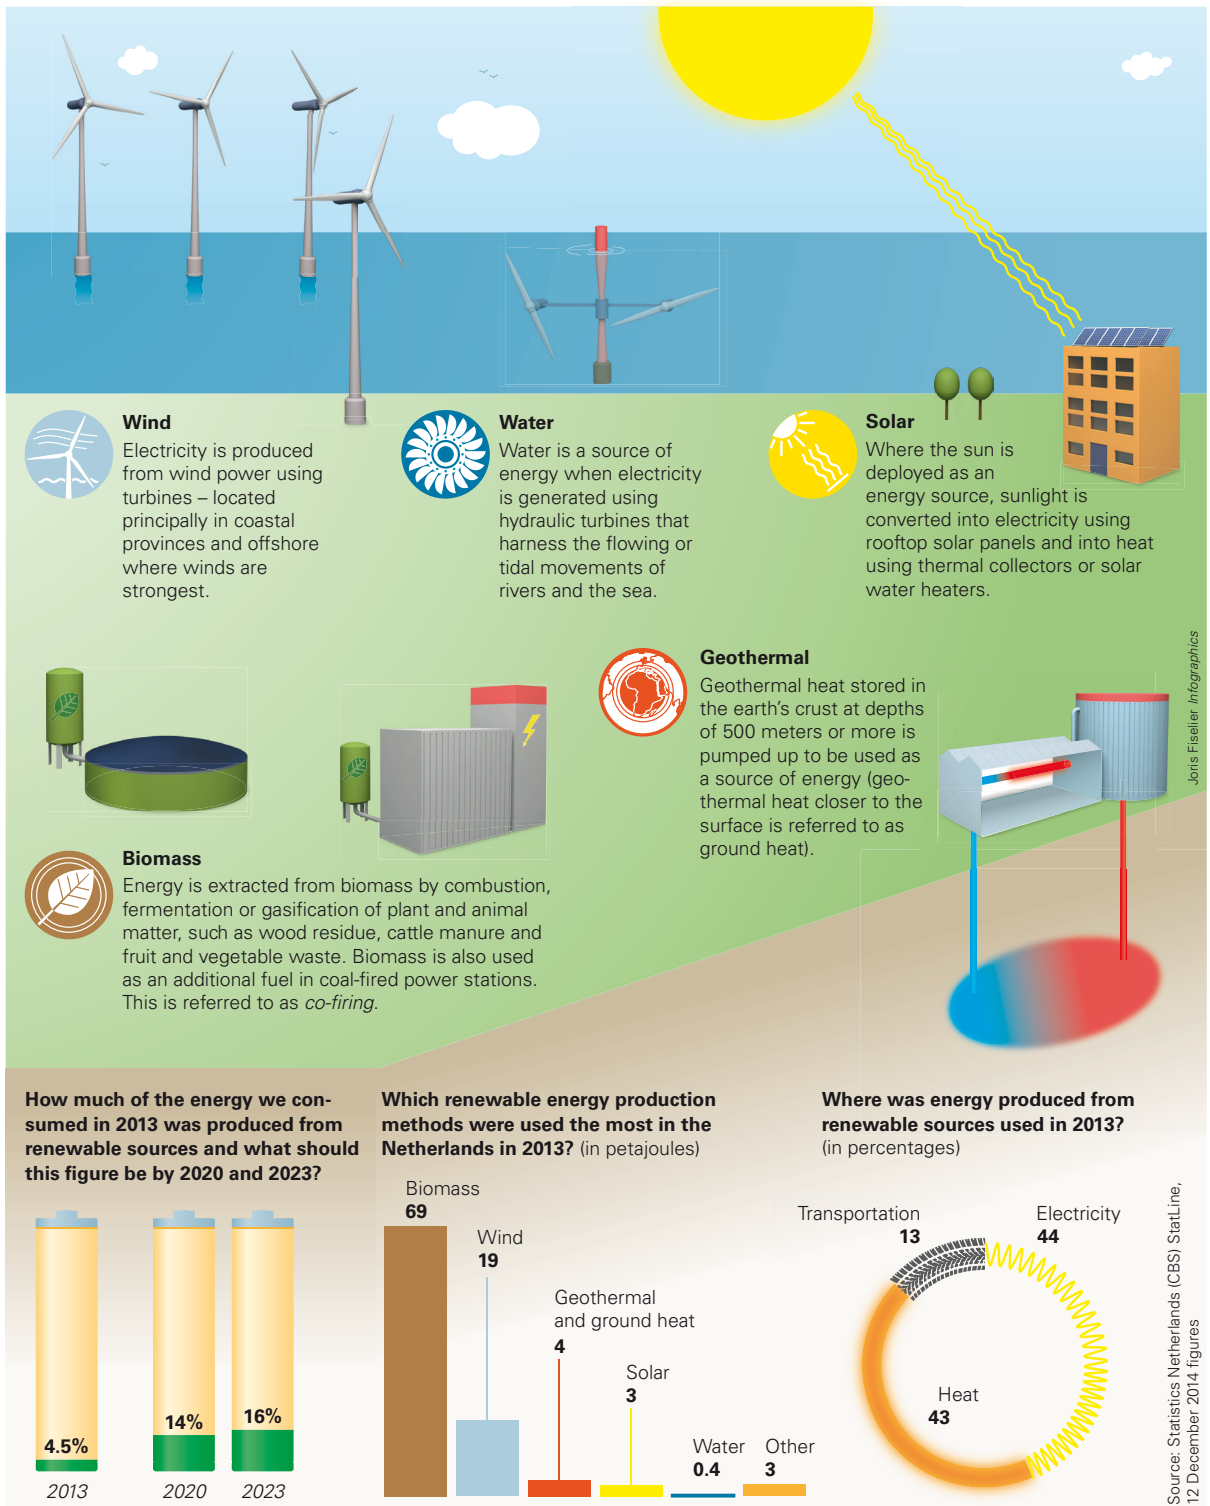 Wind
Electricity is produced
from wind power using
turbines – located
principally in coastal
provinces and offshore
where winds are
strongest.
Water
Water is a source of
energy when electricity
is generated using
hydraulic turbines that
harness the flowing or
tidal movements of
rivers and the sea.
Solar
Where the sun is
deployed as an
energy source, sunlight is
converted into electricity using
rooftop solar panels and into heat
using thermal collectors or solar
water heaters.
Geothermal
Geothermal heat stored in
the earth's crust at depths
of 500 meters or more is
pumped up to be used as
a source of energy (geo-
thermal heat closer to the
surface is referred to as
ground heat).
Joris Fiselier Infographics
Biomass
Energy is extracted from biomass by combustion,
fermentation or gasification of plant and animal
matter, such as wood residue, cattle manure and
fruit and vegetable waste. Biomass is also used
as an additional fuel in coal-fired power stations.
This is referred to as co-firing.
How much of the energy we con-
sumed in 2013 was produced from
renewable sources and what should
this figure be by 2020 and 2023?
4.5%
14%
16%
2013
2020
2023
Which renewable energy production
methods were used the most in the
Netherlands in 2013? (in petajoules)
Biomass
69
Wind
19
Geothermal
and ground heat
4
Solar
3
Water
0.4
Other
3
Where was energy produced from
renewable sources used in 2013?
(in percentages)
Transportation
13
Electricity
44
Heat
43
Source: Statistics Netherlands (CBS) StatLine,
12 December 2014 figures